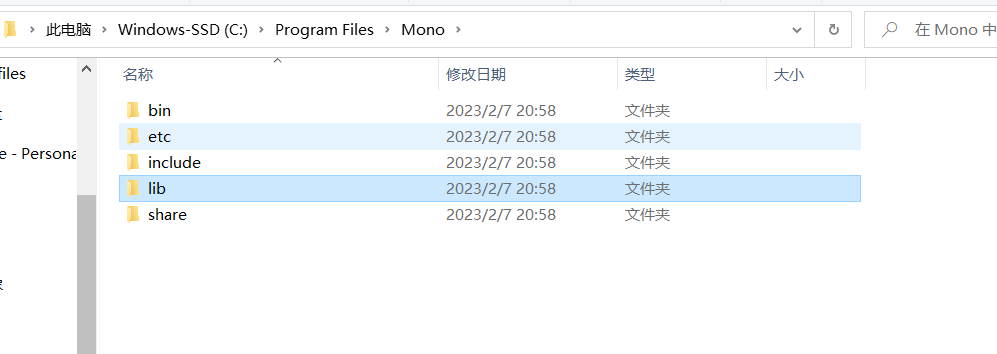 此电脑 › Windows-SSD (C:) › Program Files › Mono ›
在 Mono 中
名称 修改日期 类型 大小
bin 2023/2/7 20:58 文件夹
etc 2023/2/7 20:58 文件夹
include 2023/2/7 20:58 文件夹
lib 2023/2/7 20:58 文件夹
share 2023/2/7 20:58 文件夹
files
e - Persona